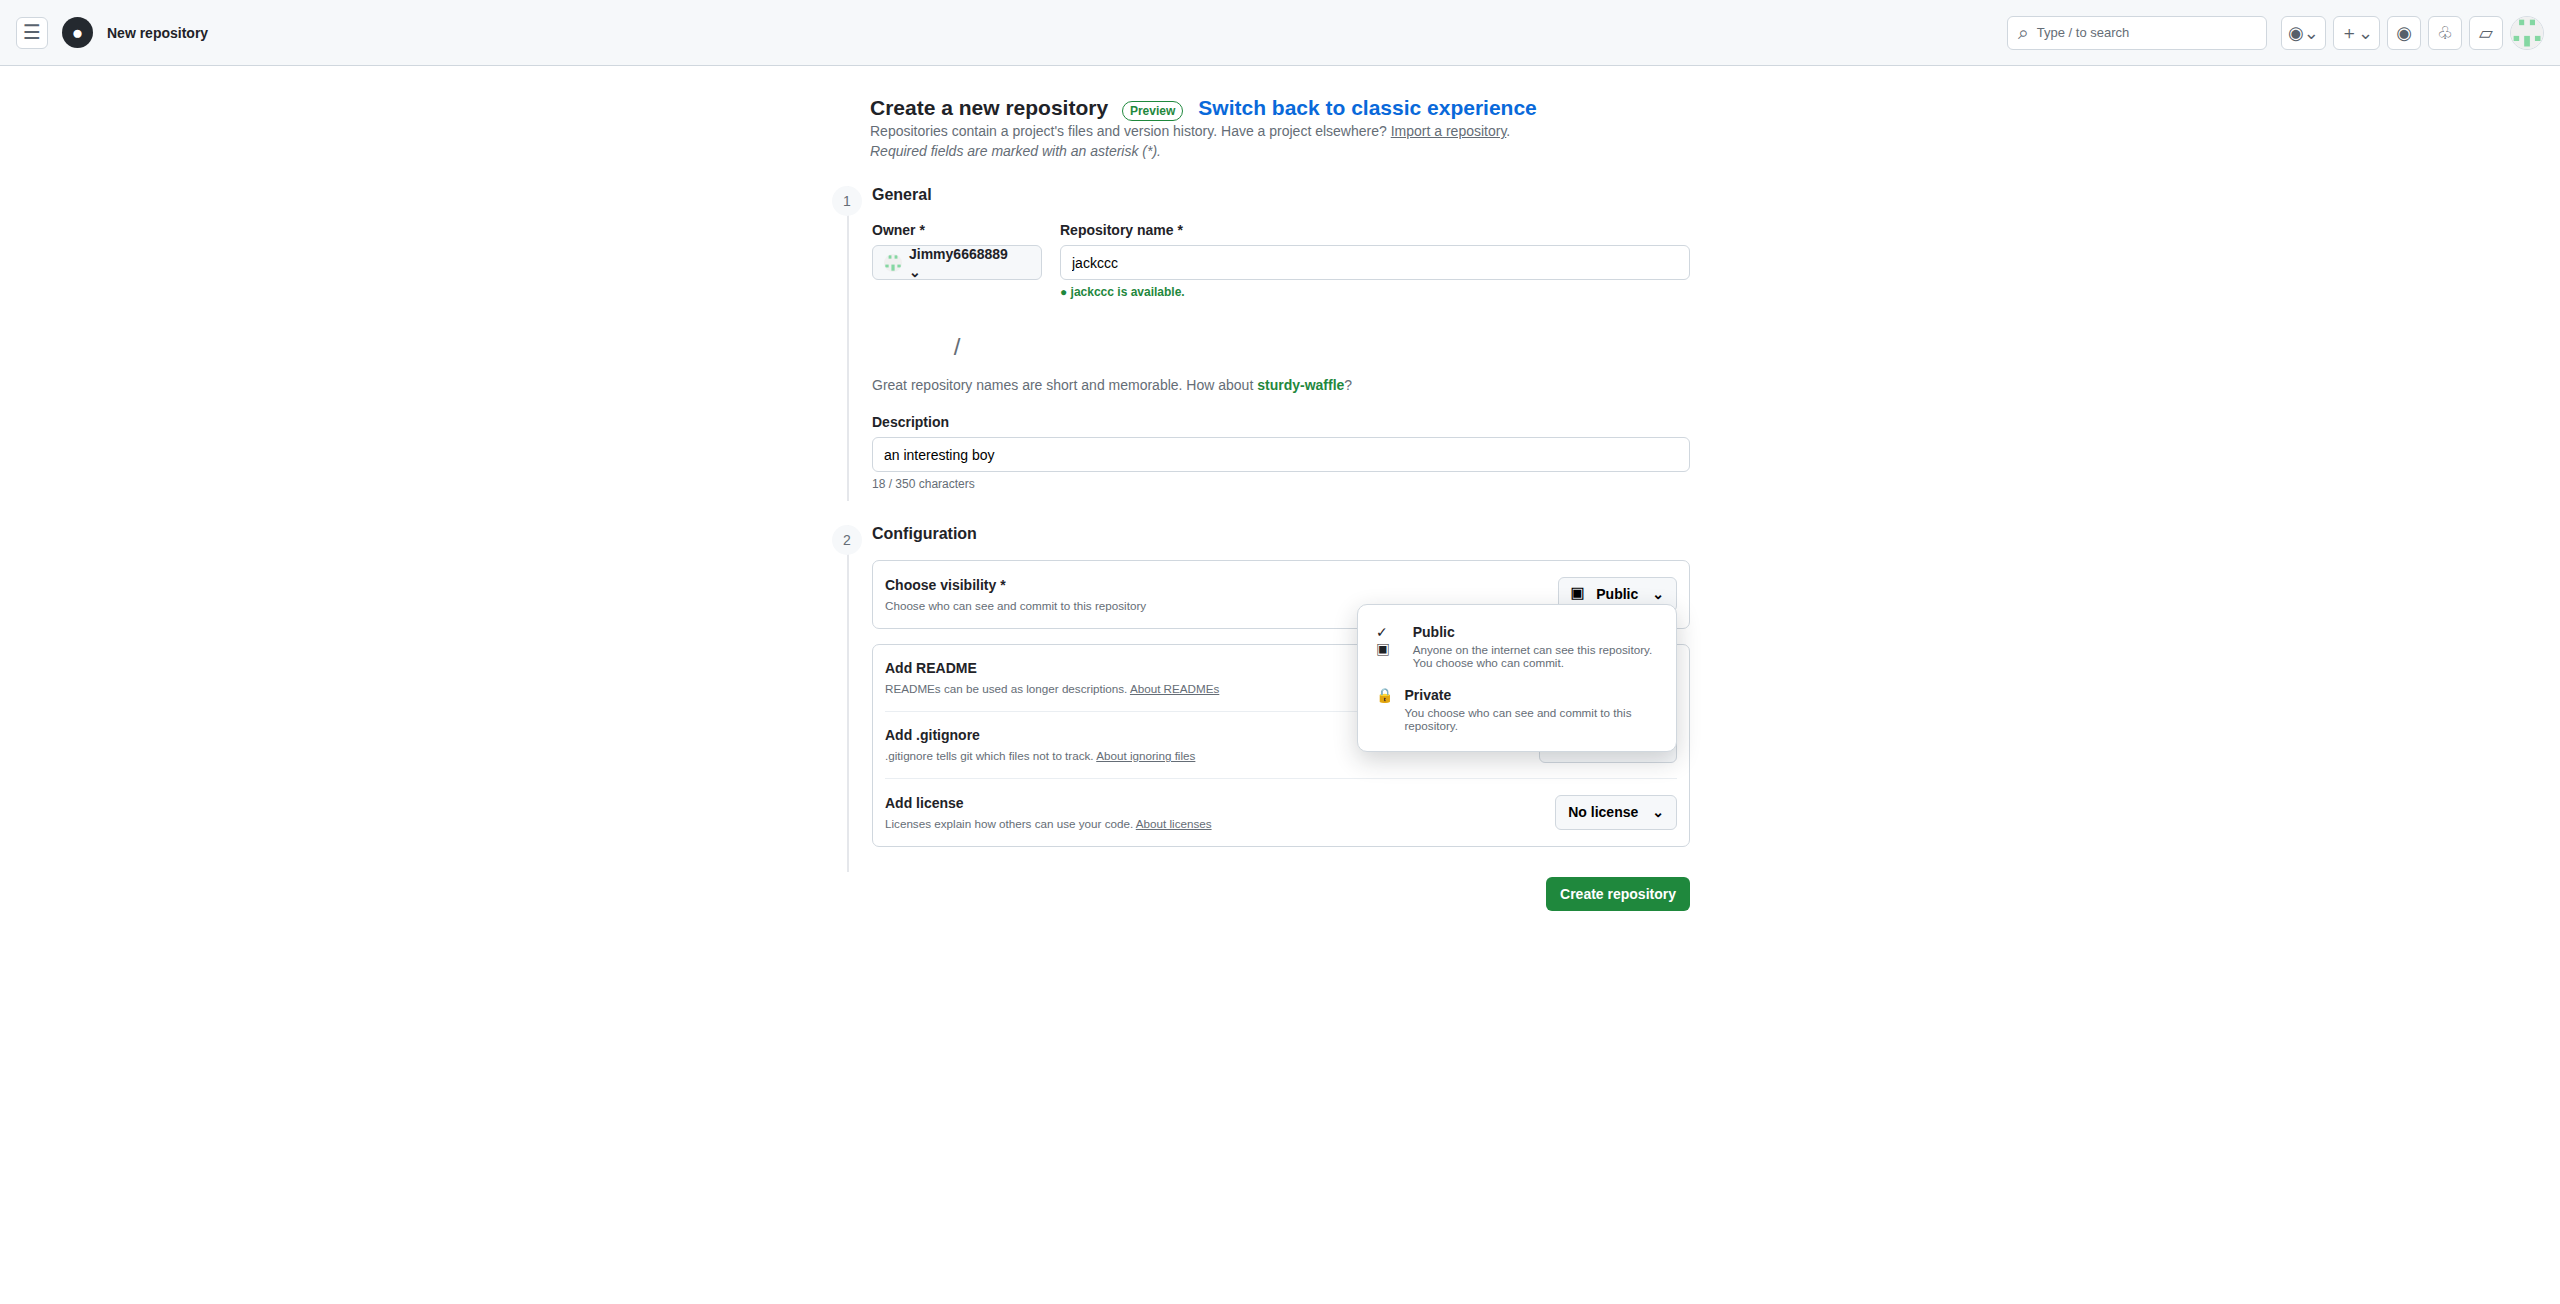 New repository
Type / to search
Create a new repository Preview Switch back to classic experience
Repositories contain a project's files and version history. Have a project elsewhere? Import a repository.
Required fields are marked with an asterisk (*).
1 General
Owner * Repository name *
Jimmy6668889 jackccc
● jackccc is available.
/
Great repository names are short and memorable. How about sturdy-waffle?
Description
an interesting boy
18 / 350 characters
2 Configuration
Choose visibility * Public
Choose who can see and commit to this repository
✓ Public
Anyone on the internet can see this repository.
You choose who can commit.
Private
You choose who can see and commit to this
repository.
Add README
READMEs can be used as longer descriptions. About READMEs
Add .gitignore
.gitignore tells git which files not to track. About ignoring files
Add license No license
Licenses explain how others can use your code. About licenses
Create repository